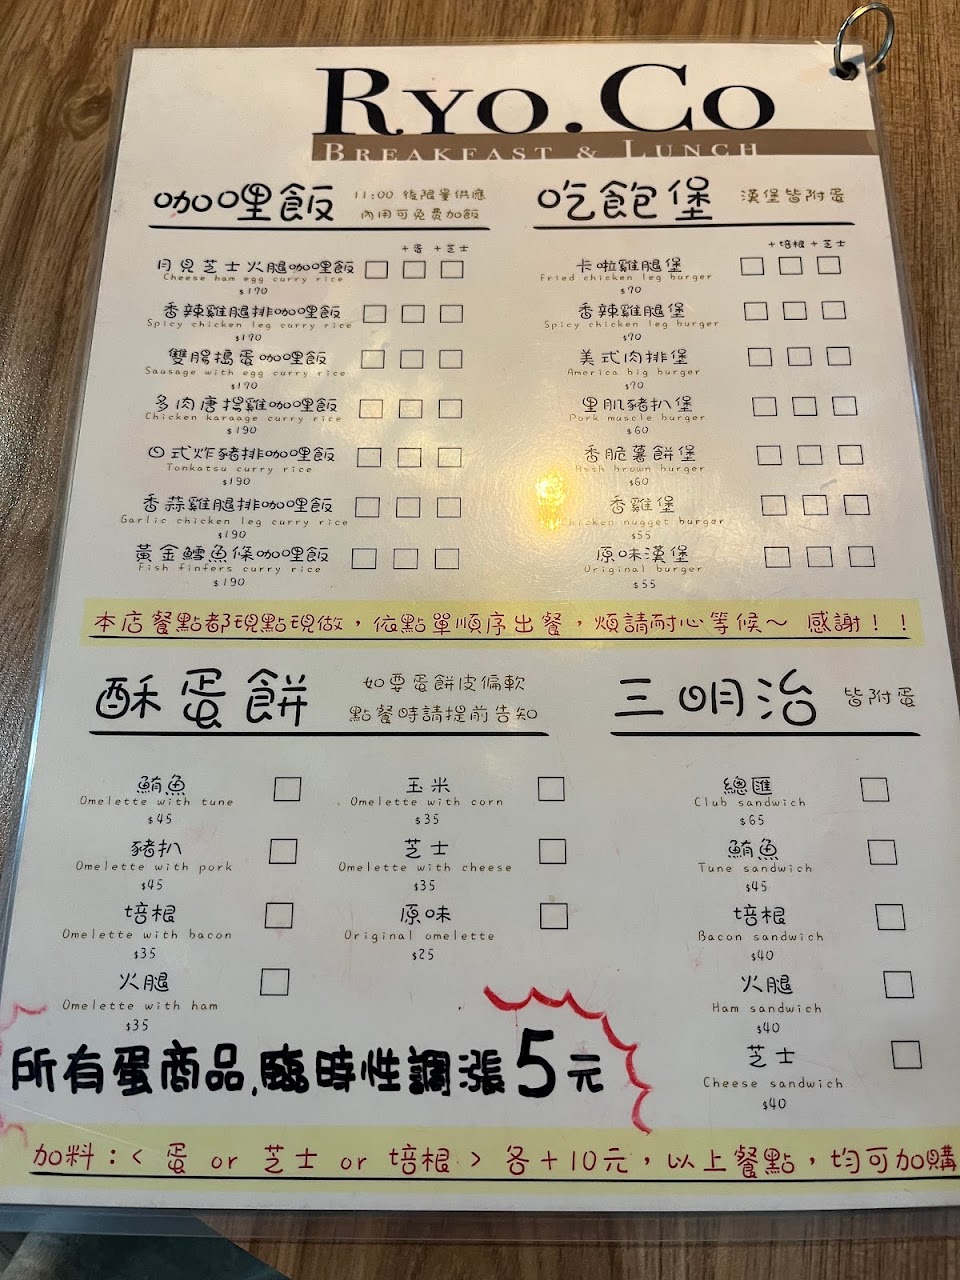 RYO.CO
BREAKFAST & LUNCH
咖哩飯
11:00 後限量供應
內用可免費加飯
+蛋 +芝士
月見芝士火腿咖哩飯
Cheese ham egg curry rice
$190
香辣雞腿排咖哩飯
Spicy chicken leg curry rice
$190
雙腸搗蛋咖哩飯
Sausage with egg curry rice
$190
多肉唐揚雞咖哩飯
Chicken karaage curry rice
$190
日式炸豬排咖哩飯
Tonkatsu curry rice
$190
香蒜雞腿排咖哩飯
Garlic chicken leg curry rice
$190
黃金鱈魚條咖哩飯
Fish finfers curry rice
$190
吃飽堡
漢堡皆附蛋
+培根 +芝士
卡啦雞腿堡
Fried chicken leg burger
$70
香辣雞腿堡
Spicy chicken leg burger
$70
美式肉排堡
America big burger
$70
里肌豬扒堡
Pork muscle burger
$60
香脆薯餅堡
Hash brown burger
$60
香雞堡
Chicken nugget burger
$55
原味漢堡
Original burger
$55
本店餐點都現點現做,依點單順序出餐,煩請耐心等候~ 感謝!!
酥蛋餅
如要蛋餅皮偏軟
點餐時請提前告知
鮪魚
Omelette with tune
$45
豬扒
Omelette with pork
$45
培根
Omelette with bacon
$35
火腿
Omelette with ham
$35
玉米
Omelette with corn
$35
芝士
Omelette with cheese
$35
原味
Original omelette
$25
三明治
皆附蛋
總匯
Club sandwich
$65
鮪魚
Tune sandwich
$45
培根
Bacon sandwich
$40
火腿
Ham sandwich
$40
芝士
Cheese sandwich
$40
所有蛋商品,臨時性調漲5元
加料:< 蛋 or 芝士 or 培根 > 各+10元,以上餐點,均可加購